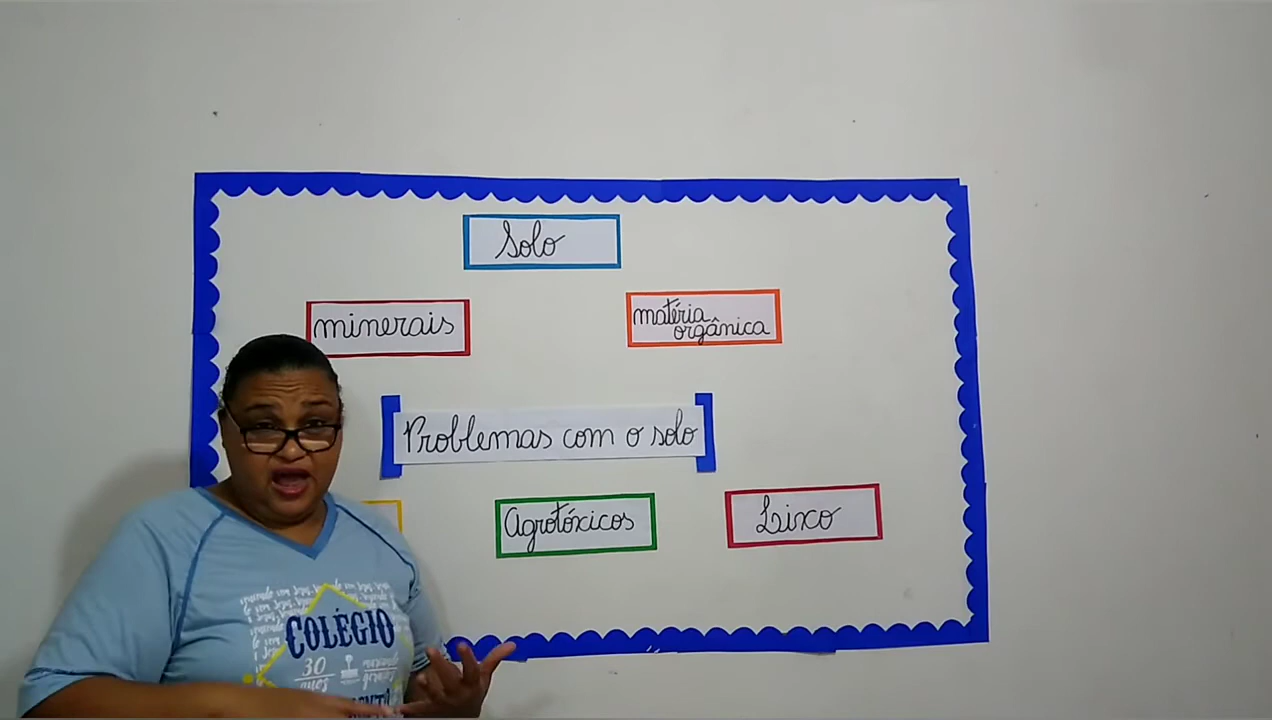 Solo
minerais
matéria
orgânica
Problemas com o solo
Agrotóxicos
Lixo
COLÉGIO
30
anos